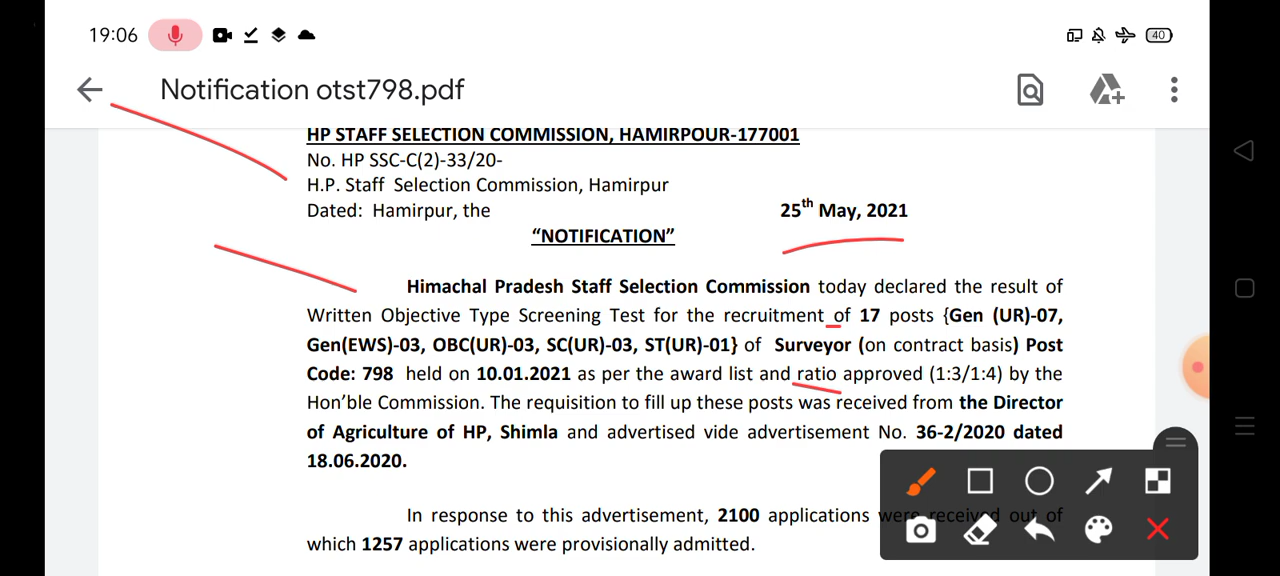 19:06
40
Notification otst798.pdf
HP STAFF SELECTION COMMISSION, HAMIRPOUR-177001
No. HP SSC-C(2)-33/20-
H.P. Staff Selection Commission, Hamirpur
Dated: Hamirpur, the 25th May, 2021
“NOTIFICATION”
Himachal Pradesh Staff Selection Commission today declared the result of
Written Objective Type Screening Test for the recruitment of 17 posts {Gen (UR)-07,
Gen(EWS)-03, OBC(UR)-03, SC(UR)-03, ST(UR)-01} of Surveyor (on contract basis) Post
Code: 798 held on 10.01.2021 as per the award list and ratio approved (1:3/1:4) by the
Hon’ble Commission. The requisition to fill up these posts was received from the Director
of Agriculture of HP, Shimla and advertised vide advertisement No. 36-2/2020 dated
18.06.2020.
In response to this advertisement, 2100 applications were received out of
which 1257 applications were provisionally admitted.